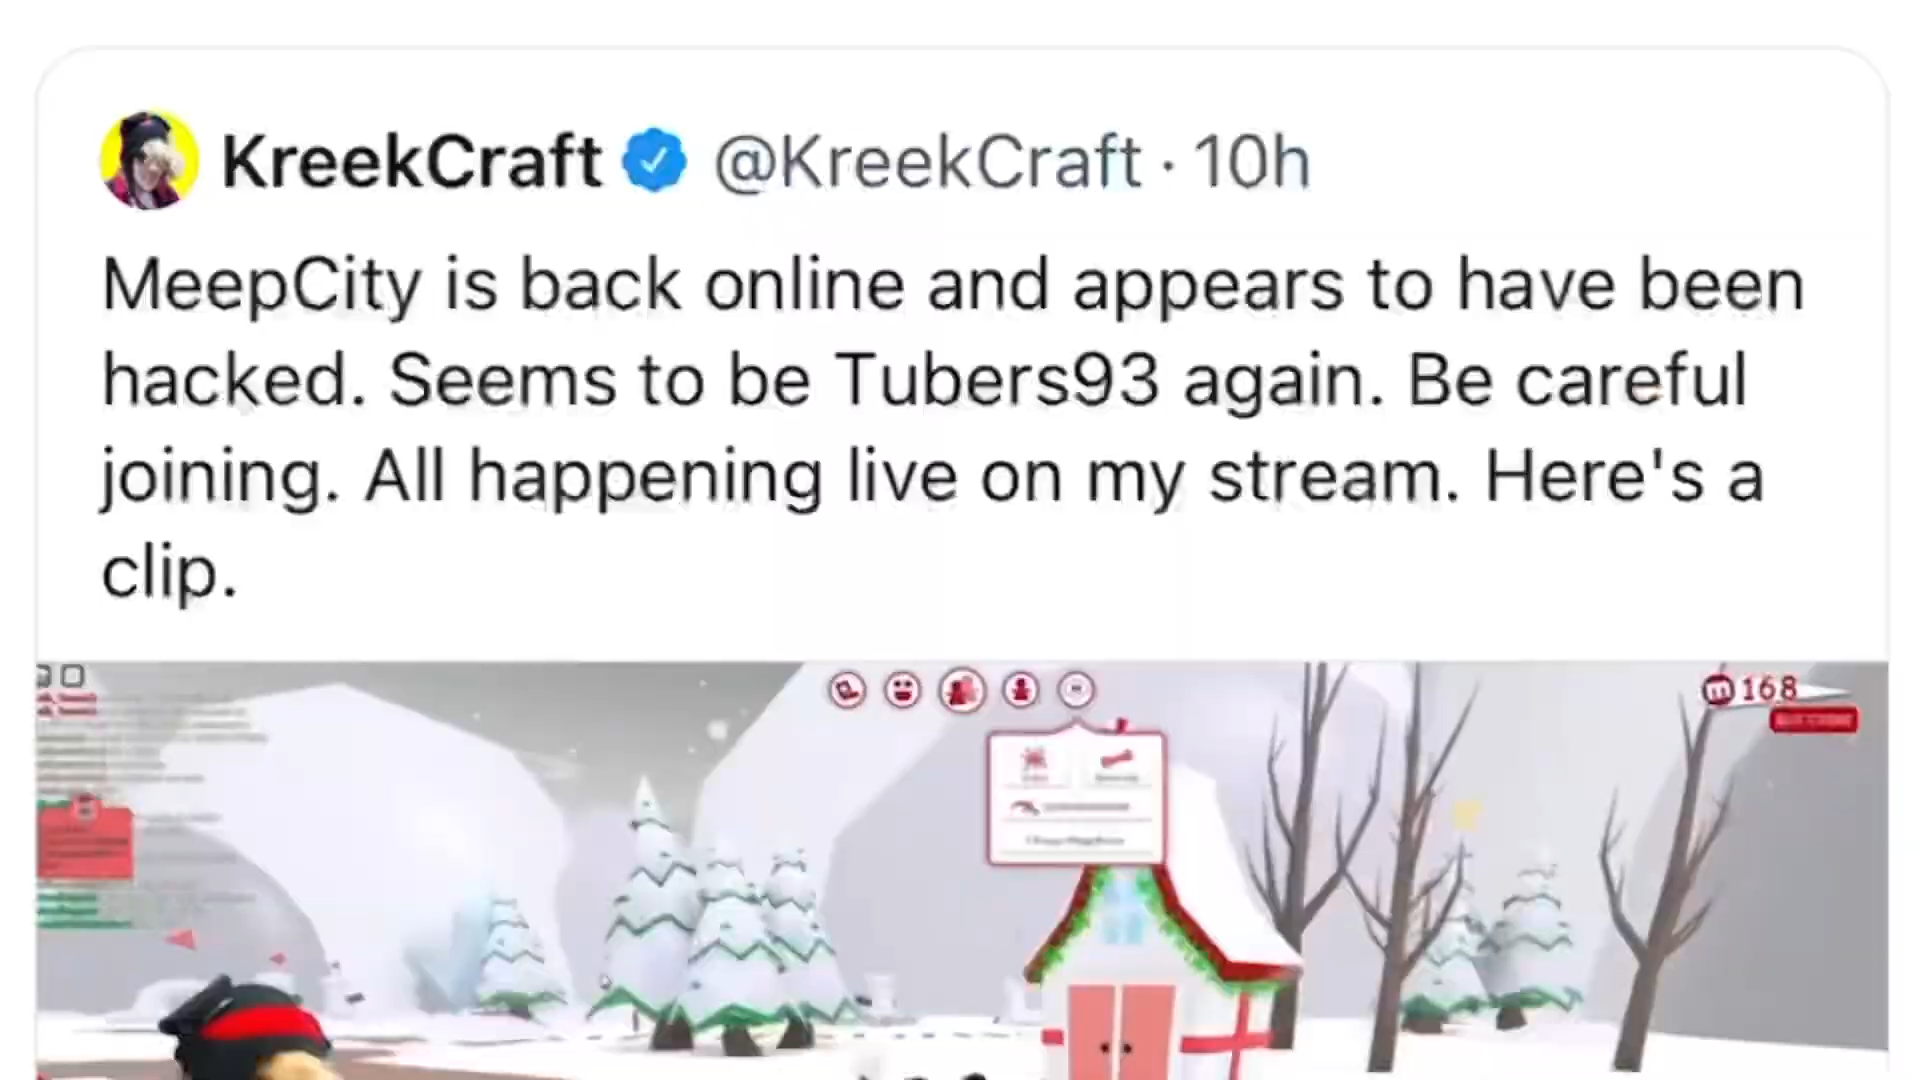 KreekCraft @KreekCraft · 10h
MeepCity is back online and appears to have been
hacked. Seems to be Tubers93 again. Be careful
joining. All happening live on my stream. Here's a
clip.
168